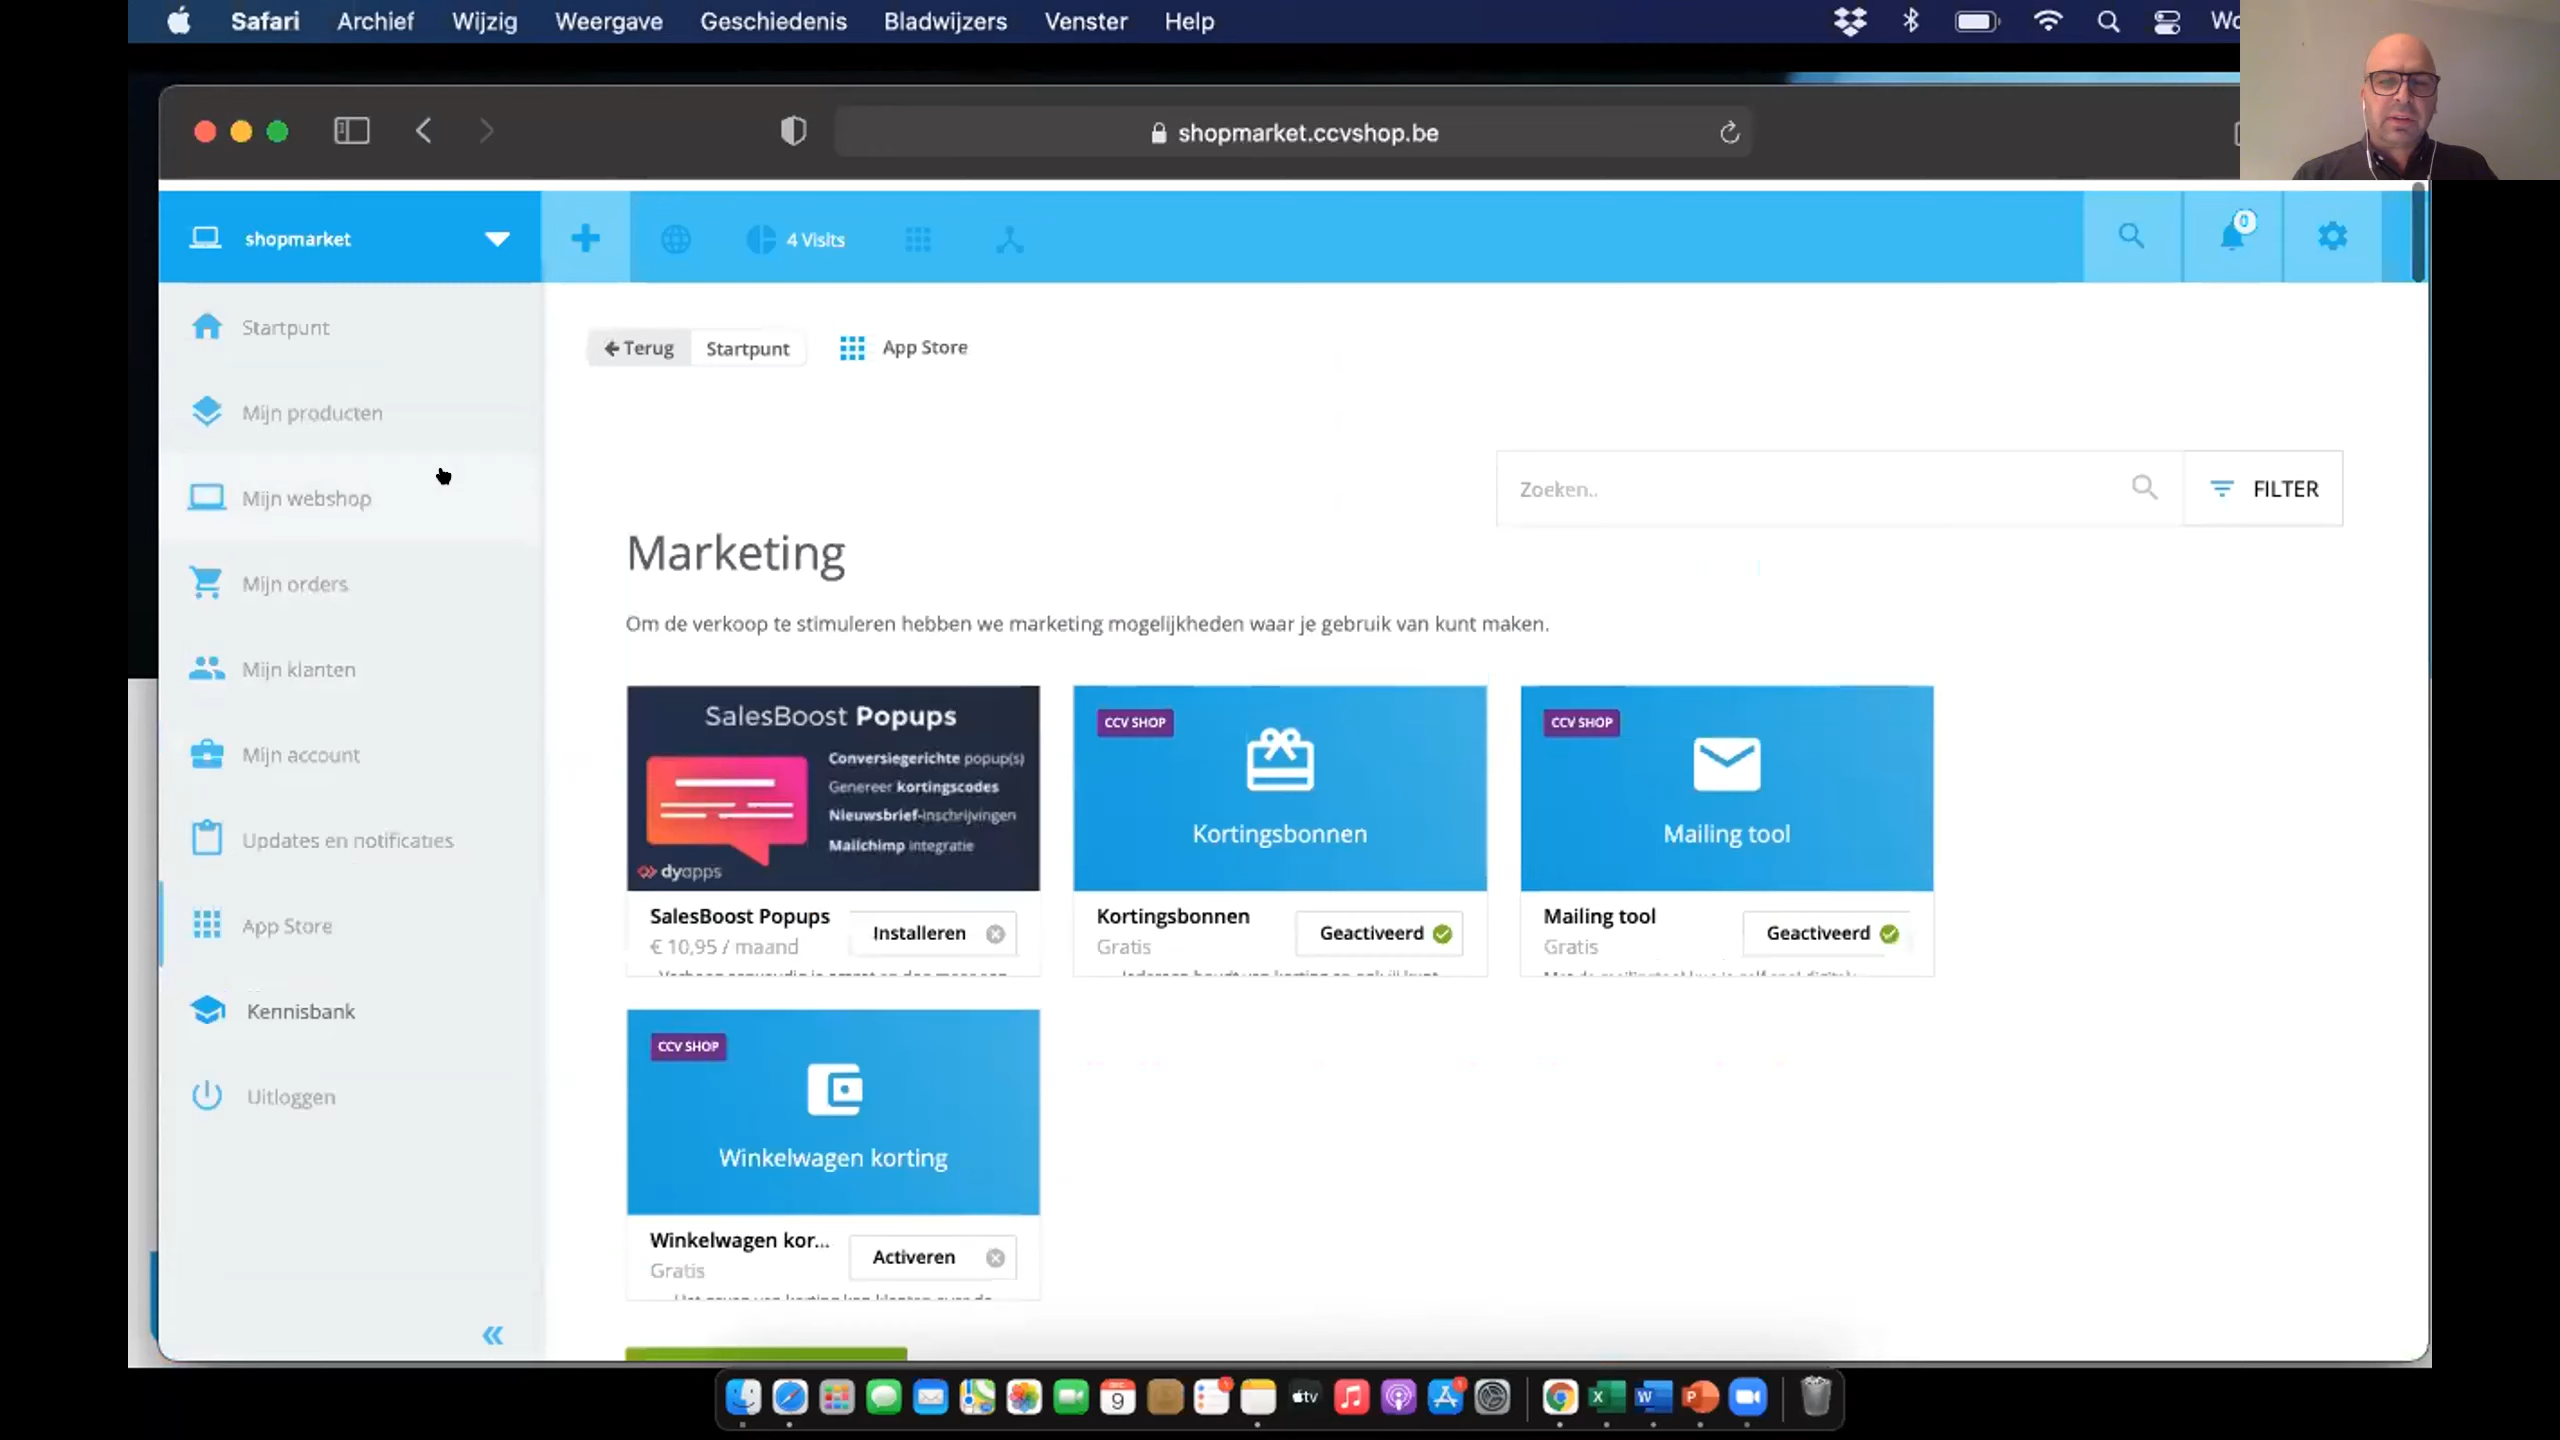 Safari Archief Wijzig Weergave Geschiedenis Bladwijzers Venster Help
shopmarket.ccvshop.be
shopmarket
4 Visits
0
Startpunt
Mijn producten
Mijn webshop
Mijn orders
Mijn klanten
Mijn account
Updates en notificaties
App Store
Kennisbank
Uitloggen
Terug Startpunt App Store
Zoeken..
FILTER
Marketing
Om de verkoop te stimuleren hebben we marketing mogelijkheden waar je gebruik van kunt maken.
SalesBoost Popups
Conversiegerichte popup(s)
Genereer kortingscodes
Nieuwsbrief-inschrijvingen
Mailchimp integratie
dyapps
SalesBoost Popups
€ 10,95 / maand
Installeren
CCV SHOP
Kortingsbonnen
Kortingsbonnen
Gratis
Geactiveerd
CCV SHOP
Mailing tool
Mailing tool
Gratis
Geactiveerd
CCV SHOP
Winkelwagen korting
Winkelwagen kor...
Gratis
Activeren
9
tv
X
W
P